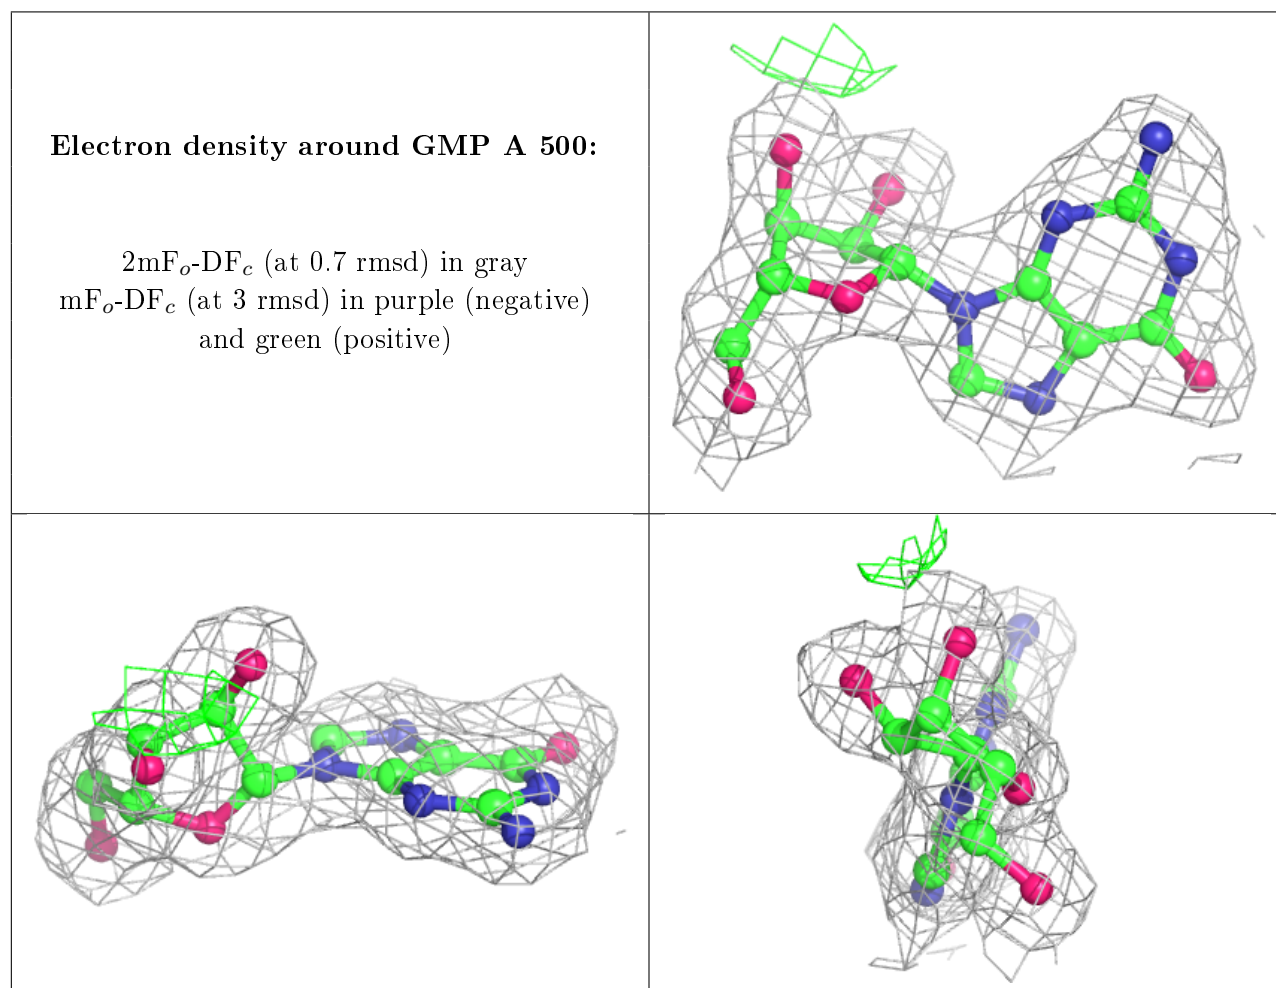 Electron density around GMP A 500:
2mFo-DFc (at 0.7 rmsd) in gray
mFo-DFc (at 3 rmsd) in purple (negative)
and green (positive)